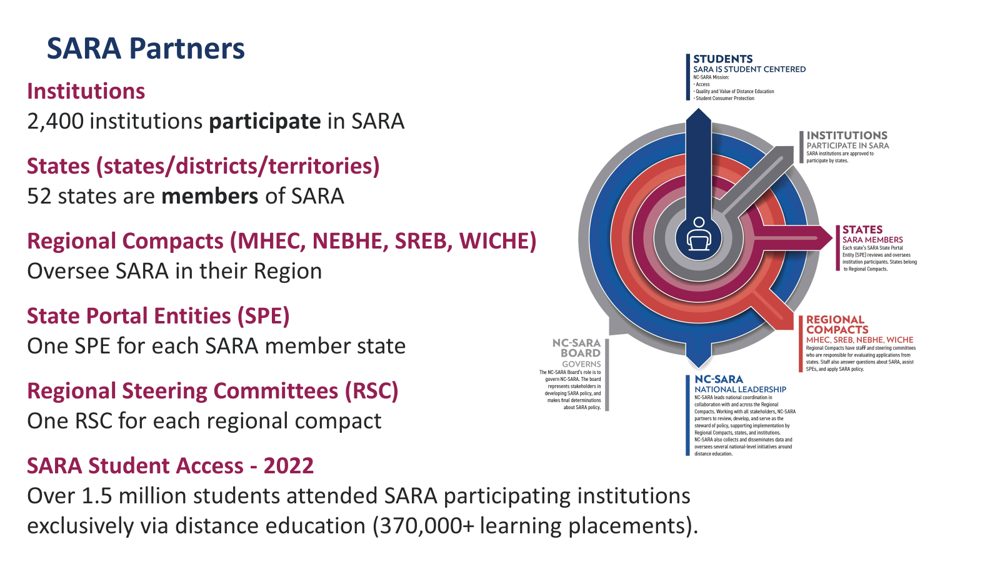 SARA Partners
Institutions
2,400 institutions participate in SARA
States (states/districts/territories)
52 states are members of SARA
Regional Compacts (MHEC, NEBHE, SREB, WICHE)
Oversee SARA in their Region
State Portal Entities (SPE)
One SPE for each SARA member state
Regional Steering Committees (RSC)
One RSC for each regional compact
SARA Student Access - 2022
Over 1.5 million students attended SARA participating institutions
exclusively via distance education (370,000+ learning placements).
STUDENTS
SARA IS STUDENT CENTERED
NC-SARA Mission:
• Access
• Quality and Value of Distance Education
• Student Consumer Protection
INSTITUTIONS
PARTICIPATE IN SARA
SARA institutions are approved to
participate by states.
STATES
SARA MEMBERS
Each state's SARA State Portal
Entity (SPE) reviews and oversees
institution participants. States belong
to Regional Compacts.
REGIONAL
COMPACTS
MHEC, SREB, NEBHE, WICHE
Regional Compacts have staff and steering committees
who are responsible for evaluating applications from
states. Staff also answer questions about SARA, assist
SPEs, and apply SARA policy.
NC-SARA
NATIONAL LEADERSHIP
NC-SARA leads national coordination in
collaboration with and across the Regional
Compacts. Working with all stakeholders, NC-SARA
partners to review, develop, and serve as the
steward of policy, supporting implementation by
Regional Compacts, states, and institutions.
NC-SARA also collects and disseminates data and
oversees several national-level initiatives around
distance education.
NC-SARA
BOARD
GOVERNS
The NC-SARA Board's role is to
govern NC-SARA. The board
represents stakeholders in
developing SARA policy, and
makes final determinations
about SARA policy.